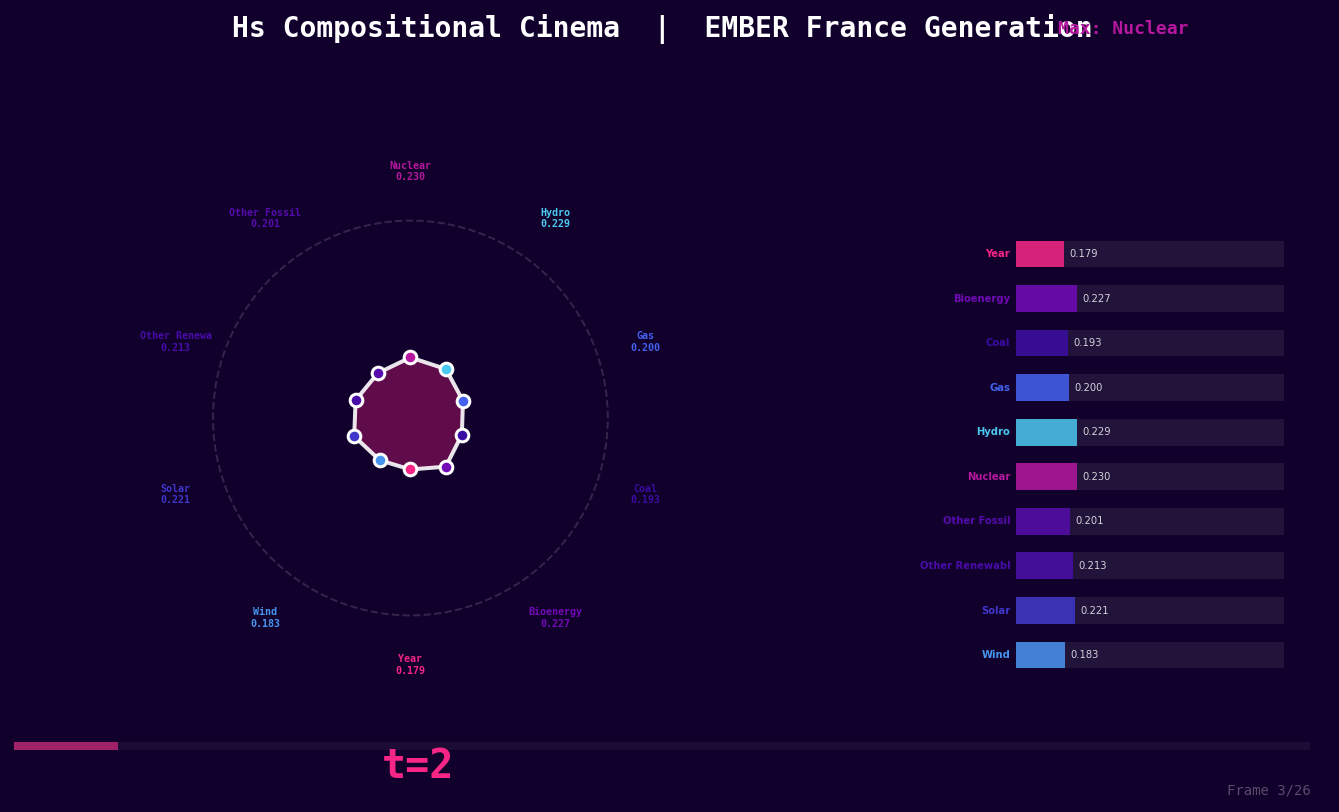 Hs Compositional Cinema | EMBER France Generation
Max: Nuclear
Nuclear
0.230
Other Fossil
0.201
Hydro
0.229
Other Renewa
0.213
Gas
0.200
Solar
0.221
Coal
0.193
Wind
0.183
Bioenergy
0.227
Year
0.179
Year 0.179
Bioenergy 0.227
Coal 0.193
Gas 0.200
Hydro 0.229
Nuclear 0.230
Other Fossil 0.201
Other Renewabl 0.213
Solar 0.221
Wind 0.183
t=2
Frame 3/26